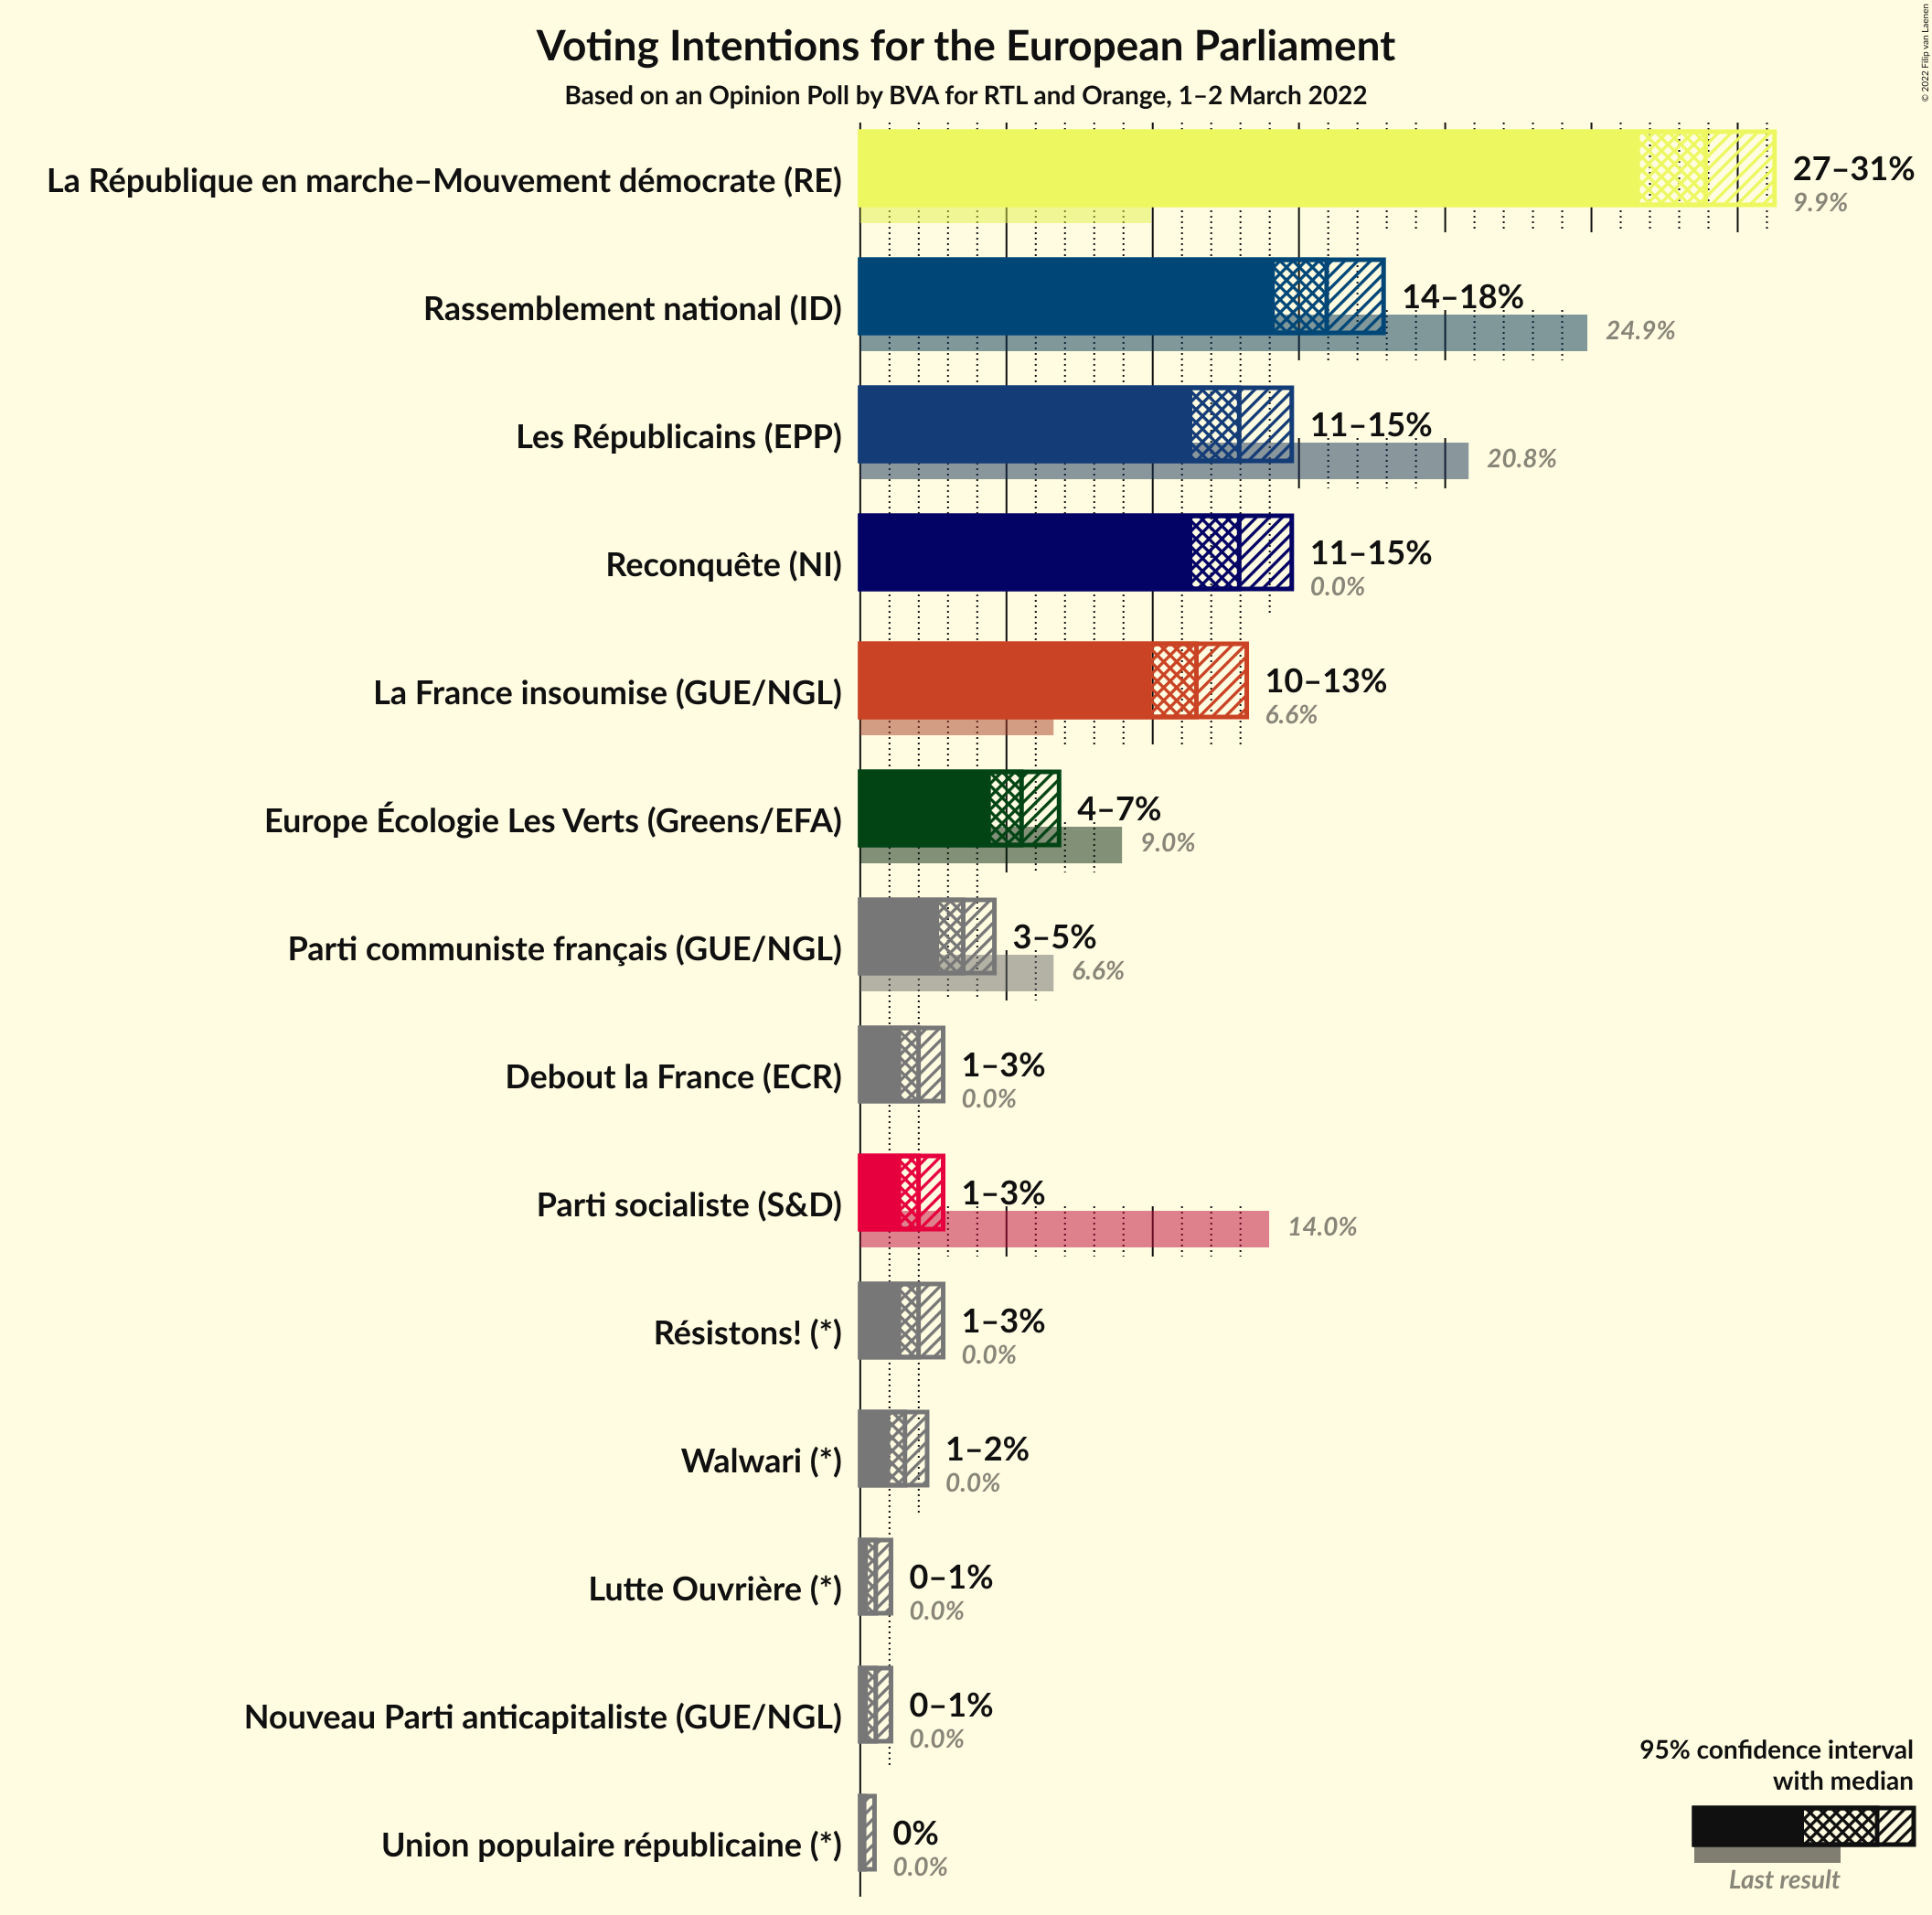 Voting Intentions for the European Parliament
Based on an Opinion Poll by BVA for RTL and Orange, 1–2 March 2022
© 2022 Filip van Laenen
La République en marche–Mouvement démocrate (RE)
27–31%
9.9%
Rassemblement national (ID)
14–18%
24.9%
Les Républicains (EPP)
11–15%
20.8%
Reconquête (NI)
11–15%
0.0%
La France insoumise (GUE/NGL)
10–13%
6.6%
Europe Écologie Les Verts (Greens/EFA)
4–7%
9.0%
Parti communiste français (GUE/NGL)
3–5%
6.6%
Debout la France (ECR)
1–3%
0.0%
Parti socialiste (S&D)
1–3%
14.0%
Résistons! (*)
1–3%
0.0%
Walwari (*)
1–2%
0.0%
Lutte Ouvrière (*)
0–1%
0.0%
Nouveau Parti anticapitaliste (GUE/NGL)
0–1%
0.0%
Union populaire républicaine (*)
0%
0.0%
95% confidence interval
with median
Last result